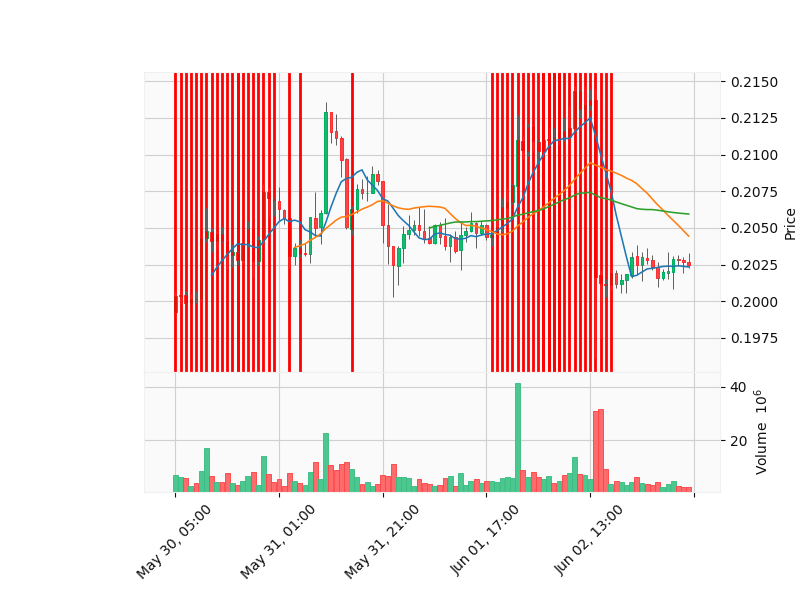 0.2150
0.2125
0.2100
0.2075
0.2050
0.2025
0.2000
0.1975
Price
40
20
Volume 10^6
May 30, 05:00
May 31, 01:00
May 31, 21:00
Jun 01, 17:00
Jun 02, 13:00